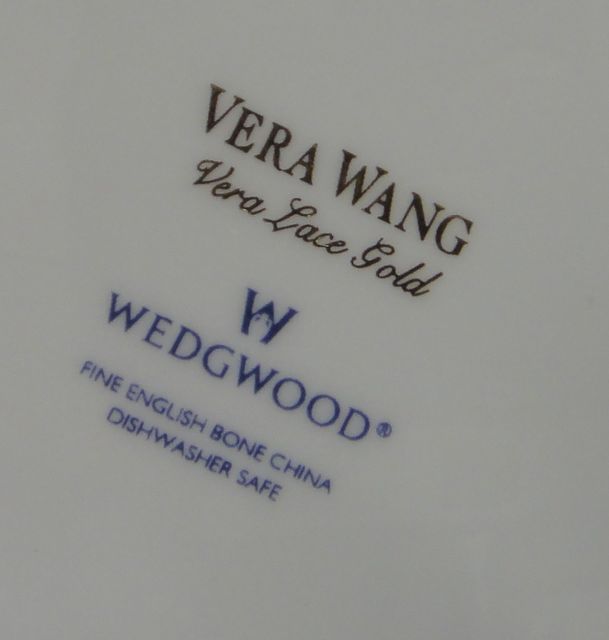 VERA WANG
Vera Lace Gold
W
WEDGWOOD®
FINE ENGLISH BONE CHINA
DISHWASHER SAFE